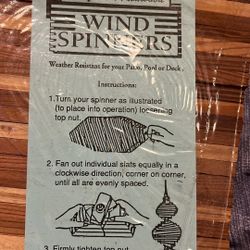 WIND
SPINNERS
Weather Resistant for your Patio, Pool or Deck
Instructions:
1. Turn your spinner as illustrated
(to place into operation) loosening
top nut.
2. Fan out individual slats equally in a
clockwise direction, corner on corner,
until all are evenly spaced.
3. Firmly tighten top nut